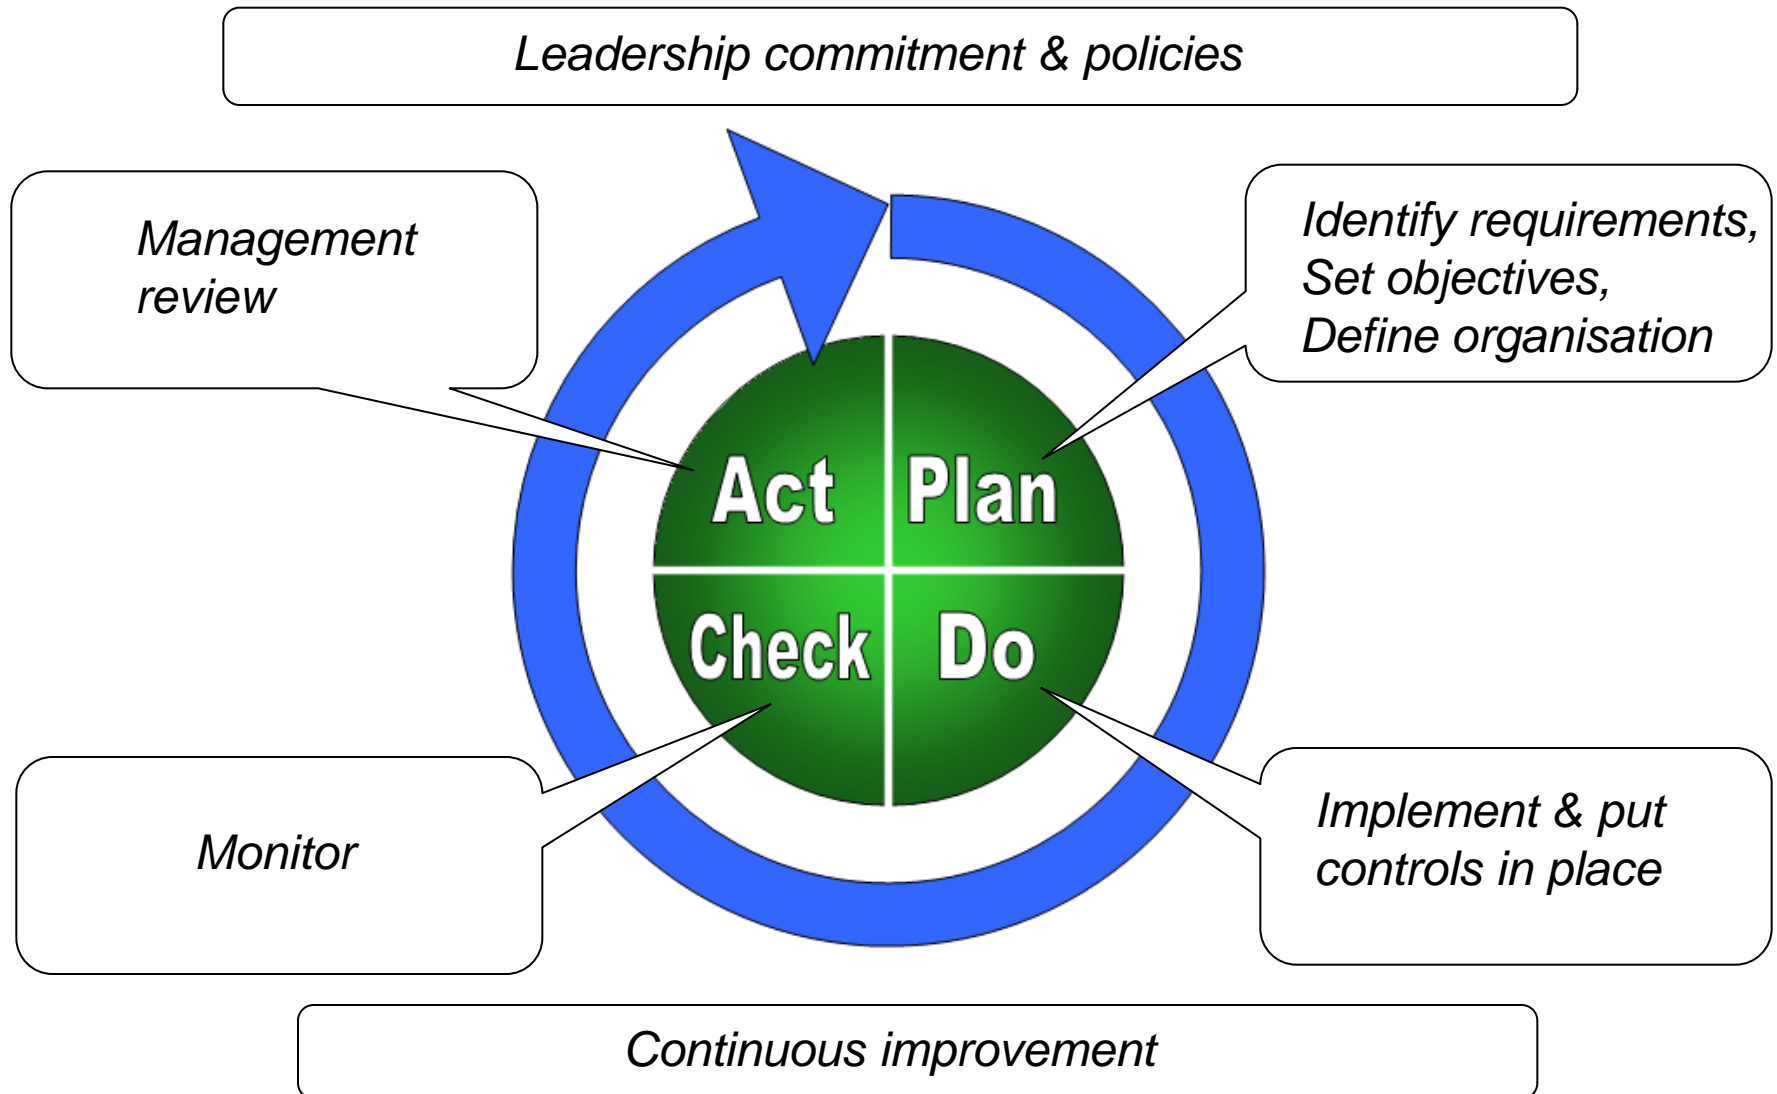 Leadership commitment & policies
Management
review
Identify requirements,
Set objectives,
Define organisation
Act
Plan
Check
Do
Monitor
Implement & put
controls in place
Continuous improvement